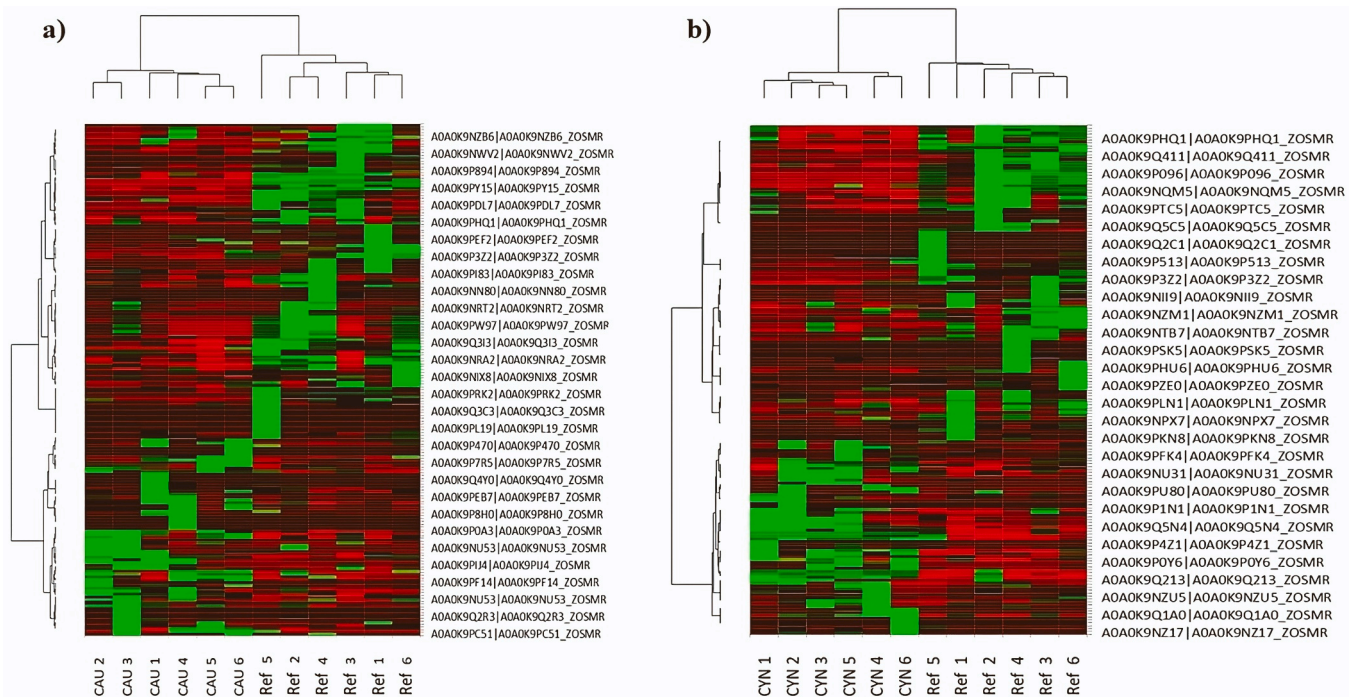 a)
A0A0K9NZB6|A0A0K9NZB6_ZOSMR
A0A0K9NWV2|A0A0K9NWV2_ZOSMR
A0A0K9P894|A0A0K9P894_ZOSMR
A0A0K9PY15|A0A0K9PY15_ZOSMR
A0A0K9PDL7|A0A0K9PDL7_ZOSMR
A0A0K9PHQ1|A0A0K9PHQ1_ZOSMR
A0A0K9PEF2|A0A0K9PEF2_ZOSMR
A0A0K9P3Z2|A0A0K9P3Z2_ZOSMR
A0A0K9PI83|A0A0K9PI83_ZOSMR
A0A0K9NN80|A0A0K9NN80_ZOSMR
A0A0K9NRT2|A0A0K9NRT2_ZOSMR
A0A0K9PW97|A0A0K9PW97_ZOSMR
A0A0K9Q3I3|A0A0K9Q3I3_ZOSMR
A0A0K9NRA2|A0A0K9NRA2_ZOSMR
A0A0K9NIX8|A0A0K9NIX8_ZOSMR
A0A0K9PRK2|A0A0K9PRK2_ZOSMR
A0A0K9Q3C3|A0A0K9Q3C3_ZOSMR
A0A0K9PL19|A0A0K9PL19_ZOSMR
A0A0K9P470|A0A0K9P470_ZOSMR
A0A0K9P7R5|A0A0K9P7R5_ZOSMR
A0A0K9Q4Y0|A0A0K9Q4Y0_ZOSMR
A0A0K9PEB7|A0A0K9PEB7_ZOSMR
A0A0K9P8H0|A0A0K9P8H0_ZOSMR
A0A0K9P0A3|A0A0K9P0A3_ZOSMR
A0A0K9NU53|A0A0K9NU53_ZOSMR
A0A0K9PIJ4|A0A0K9PIJ4_ZOSMR
A0A0K9PF14|A0A0K9PF14_ZOSMR
A0A0K9NU53|A0A0K9NU53_ZOSMR
A0A0K9Q2R3|A0A0K9Q2R3_ZOSMR
A0A0K9PC51|A0A0K9PC51_ZOSMR
CAU 2
CAU 3
CAU 1
CAU 4
CAU 5
CAU 6
Ref 5
Ref 2
Ref 4
Ref 3
Ref 1
Ref 6
b)
A0A0K9PHQ1|A0A0K9PHQ1_ZOSMR
A0A0K9Q411|A0A0K9Q411_ZOSMR
A0A0K9P096|A0A0K9P096_ZOSMR
A0A0K9NQM5|A0A0K9NQM5_ZOSMR
A0A0K9PTC5|A0A0K9PTC5_ZOSMR
A0A0K9Q5C5|A0A0K9Q5C5_ZOSMR
A0A0K9Q2C1|A0A0K9Q2C1_ZOSMR
A0A0K9P513|A0A0K9P513_ZOSMR
A0A0K9P3Z2|A0A0K9P3Z2_ZOSMR
A0A0K9NII9|A0A0K9NII9_ZOSMR
A0A0K9NZM1|A0A0K9NZM1_ZOSMR
A0A0K9NTB7|A0A0K9NTB7_ZOSMR
A0A0K9PSK5|A0A0K9PSK5_ZOSMR
A0A0K9PHU6|A0A0K9PHU6_ZOSMR
A0A0K9PZE0|A0A0K9PZE0_ZOSMR
A0A0K9PLN1|A0A0K9PLN1_ZOSMR
A0A0K9NPX7|A0A0K9NPX7_ZOSMR
A0A0K9PKN8|A0A0K9PKN8_ZOSMR
A0A0K9PFK4|A0A0K9PFK4_ZOSMR
A0A0K9NU31|A0A0K9NU31_ZOSMR
A0A0K9PU80|A0A0K9PU80_ZOSMR
A0A0K9P1N1|A0A0K9P1N1_ZOSMR
A0A0K9Q5N4|A0A0K9Q5N4_ZOSMR
A0A0K9P4Z1|A0A0K9P4Z1_ZOSMR
A0A0K9P0Y6|A0A0K9P0Y6_ZOSMR
A0A0K9Q213|A0A0K9Q213_ZOSMR
A0A0K9NZU5|A0A0K9NZU5_ZOSMR
A0A0K9Q1A0|A0A0K9Q1A0_ZOSMR
A0A0K9NZ17|A0A0K9NZ17_ZOSMR
CYN 1
CYN 2
CYN 3
CYN 5
CYN 4
CYN 6
Ref 5
Ref 1
Ref 2
Ref 4
Ref 3
Ref 6